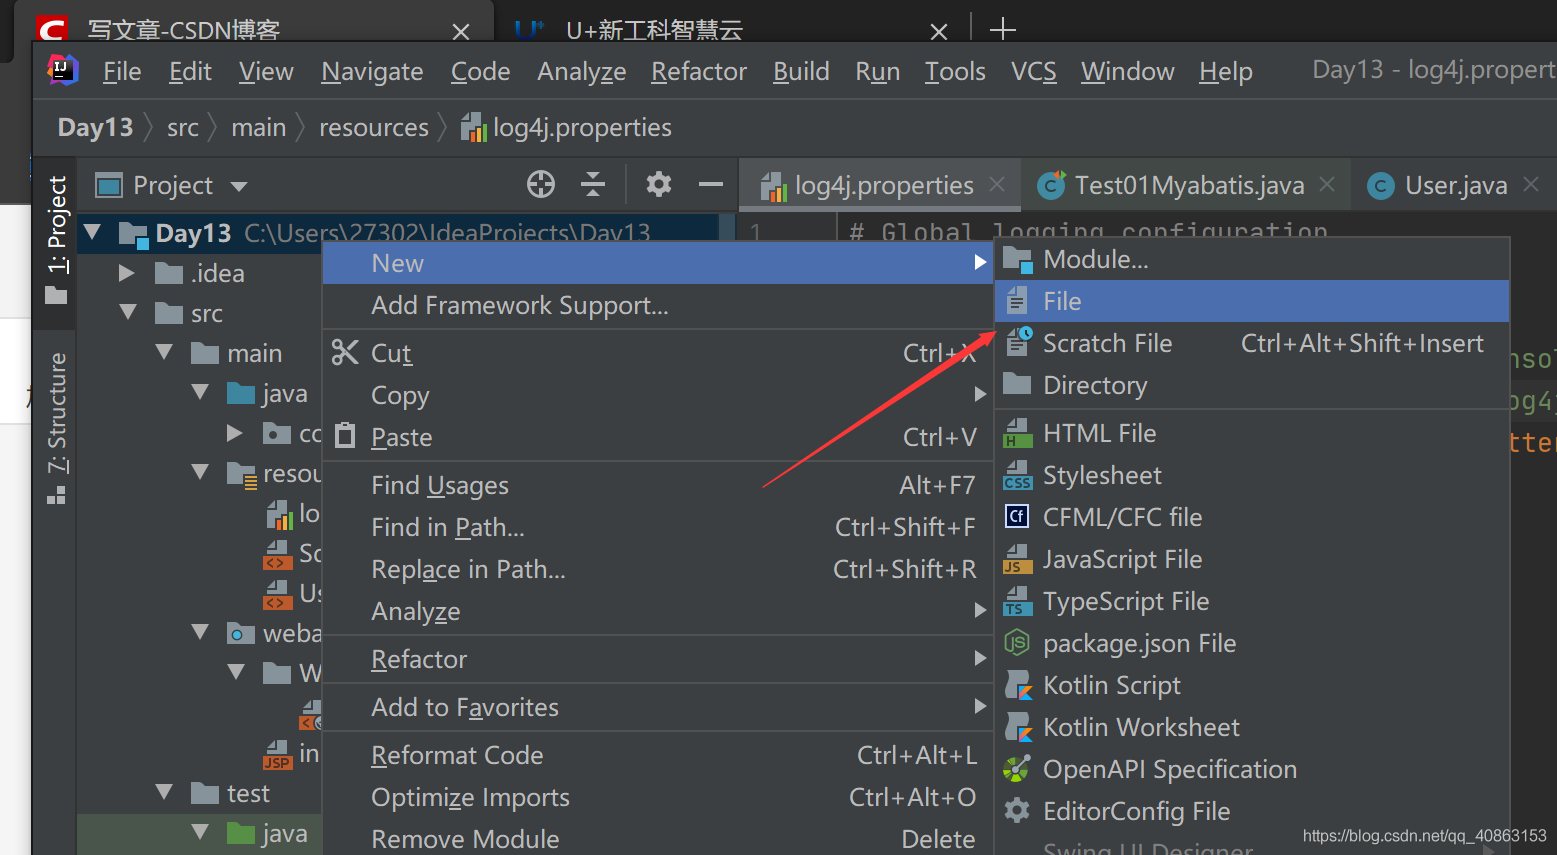 写文章-CSDN博客
U+新工科智慧云
File Edit View Navigate Code Analyze Refactor Build Run Tools VCS Window Help Day13 - log4j.propert
Day13 src main resources log4j.properties
Project
log4j.properties Test01Myabatis.java User.java
1: Project
7: Structure
Day13 C:\Users\27302\IdeaProjects\Day13
.idea
src
main
java
co
resou
lo
Sc
Us
weba
W
in
test
java
1 # Global logging configuration
New
Add Framework Support...
Cut Ctrl+X
Copy
Paste Ctrl+V
Find Usages Alt+F7
Find in Path... Ctrl+Shift+F
Replace in Path... Ctrl+Shift+R
Analyze
Refactor
Add to Favorites
Reformat Code Ctrl+Alt+L
Optimize Imports Ctrl+Alt+O
Remove Module Delete
Module...
File
Scratch File Ctrl+Alt+Shift+Insert
Directory
HTML File
Stylesheet
CFML/CFC file
JavaScript File
TypeScript File
package.json File
Kotlin Script
Kotlin Worksheet
OpenAPI Specification
EditorConfig File
Swing UI Designer
nso
og4j
tter
https://blog.csdn.net/qq_40863153